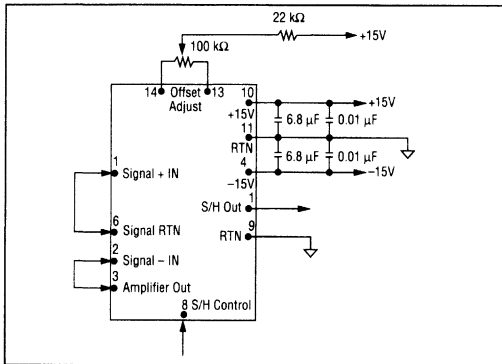 22 kΩ
+15V
100 kΩ
14 Offset 13
Adjust
10
+15V
+15V
6.8 µF 0.01 µF
11
RTN
6.8 µF 0.01 µF
4
−15V
−15V
1
Signal + IN
1
S/H Out
6
Signal RTN
9
RTN
2
Signal − IN
3
Amplifier Out
8 S/H Control